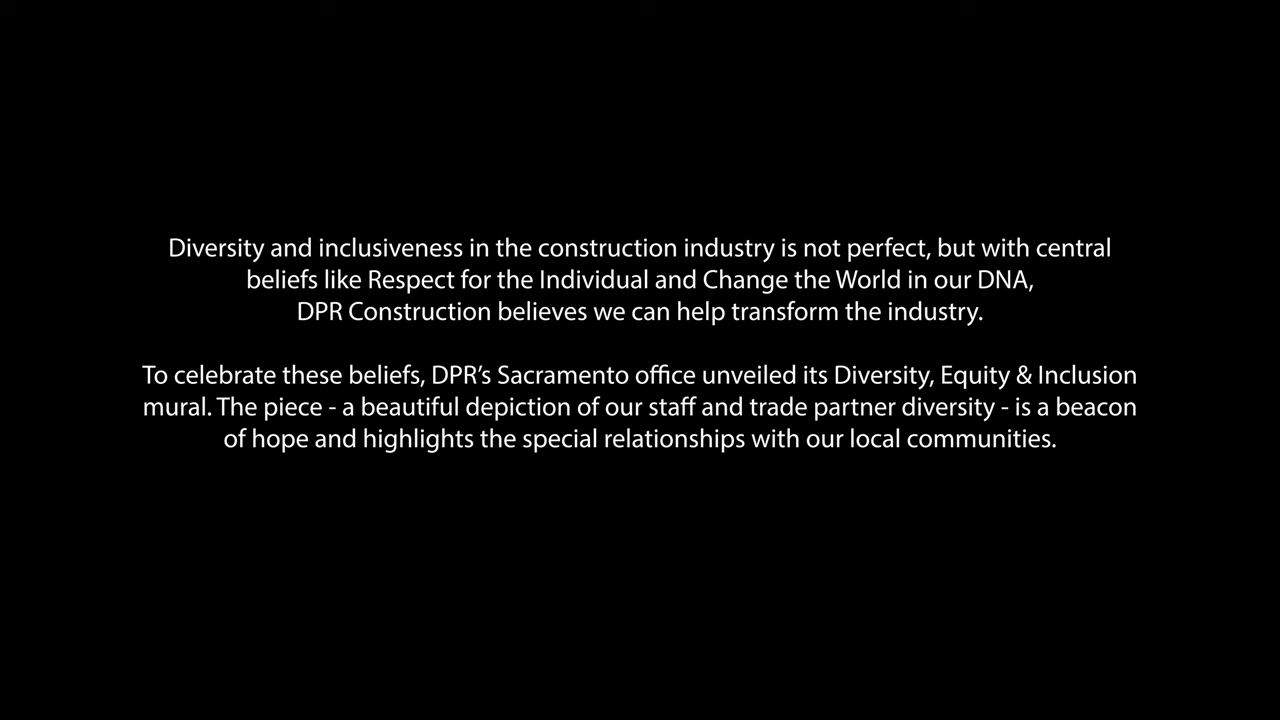 Diversity and inclusiveness in the construction industry is not perfect, but with central
beliefs like Respect for the Individual and Change the World in our DNA,
DPR Construction believes we can help transform the industry.
To celebrate these beliefs, DPR’s Sacramento office unveiled its Diversity, Equity & Inclusion
mural. The piece - a beautiful depiction of our staff and trade partner diversity - is a beacon
of hope and highlights the special relationships with our local communities.